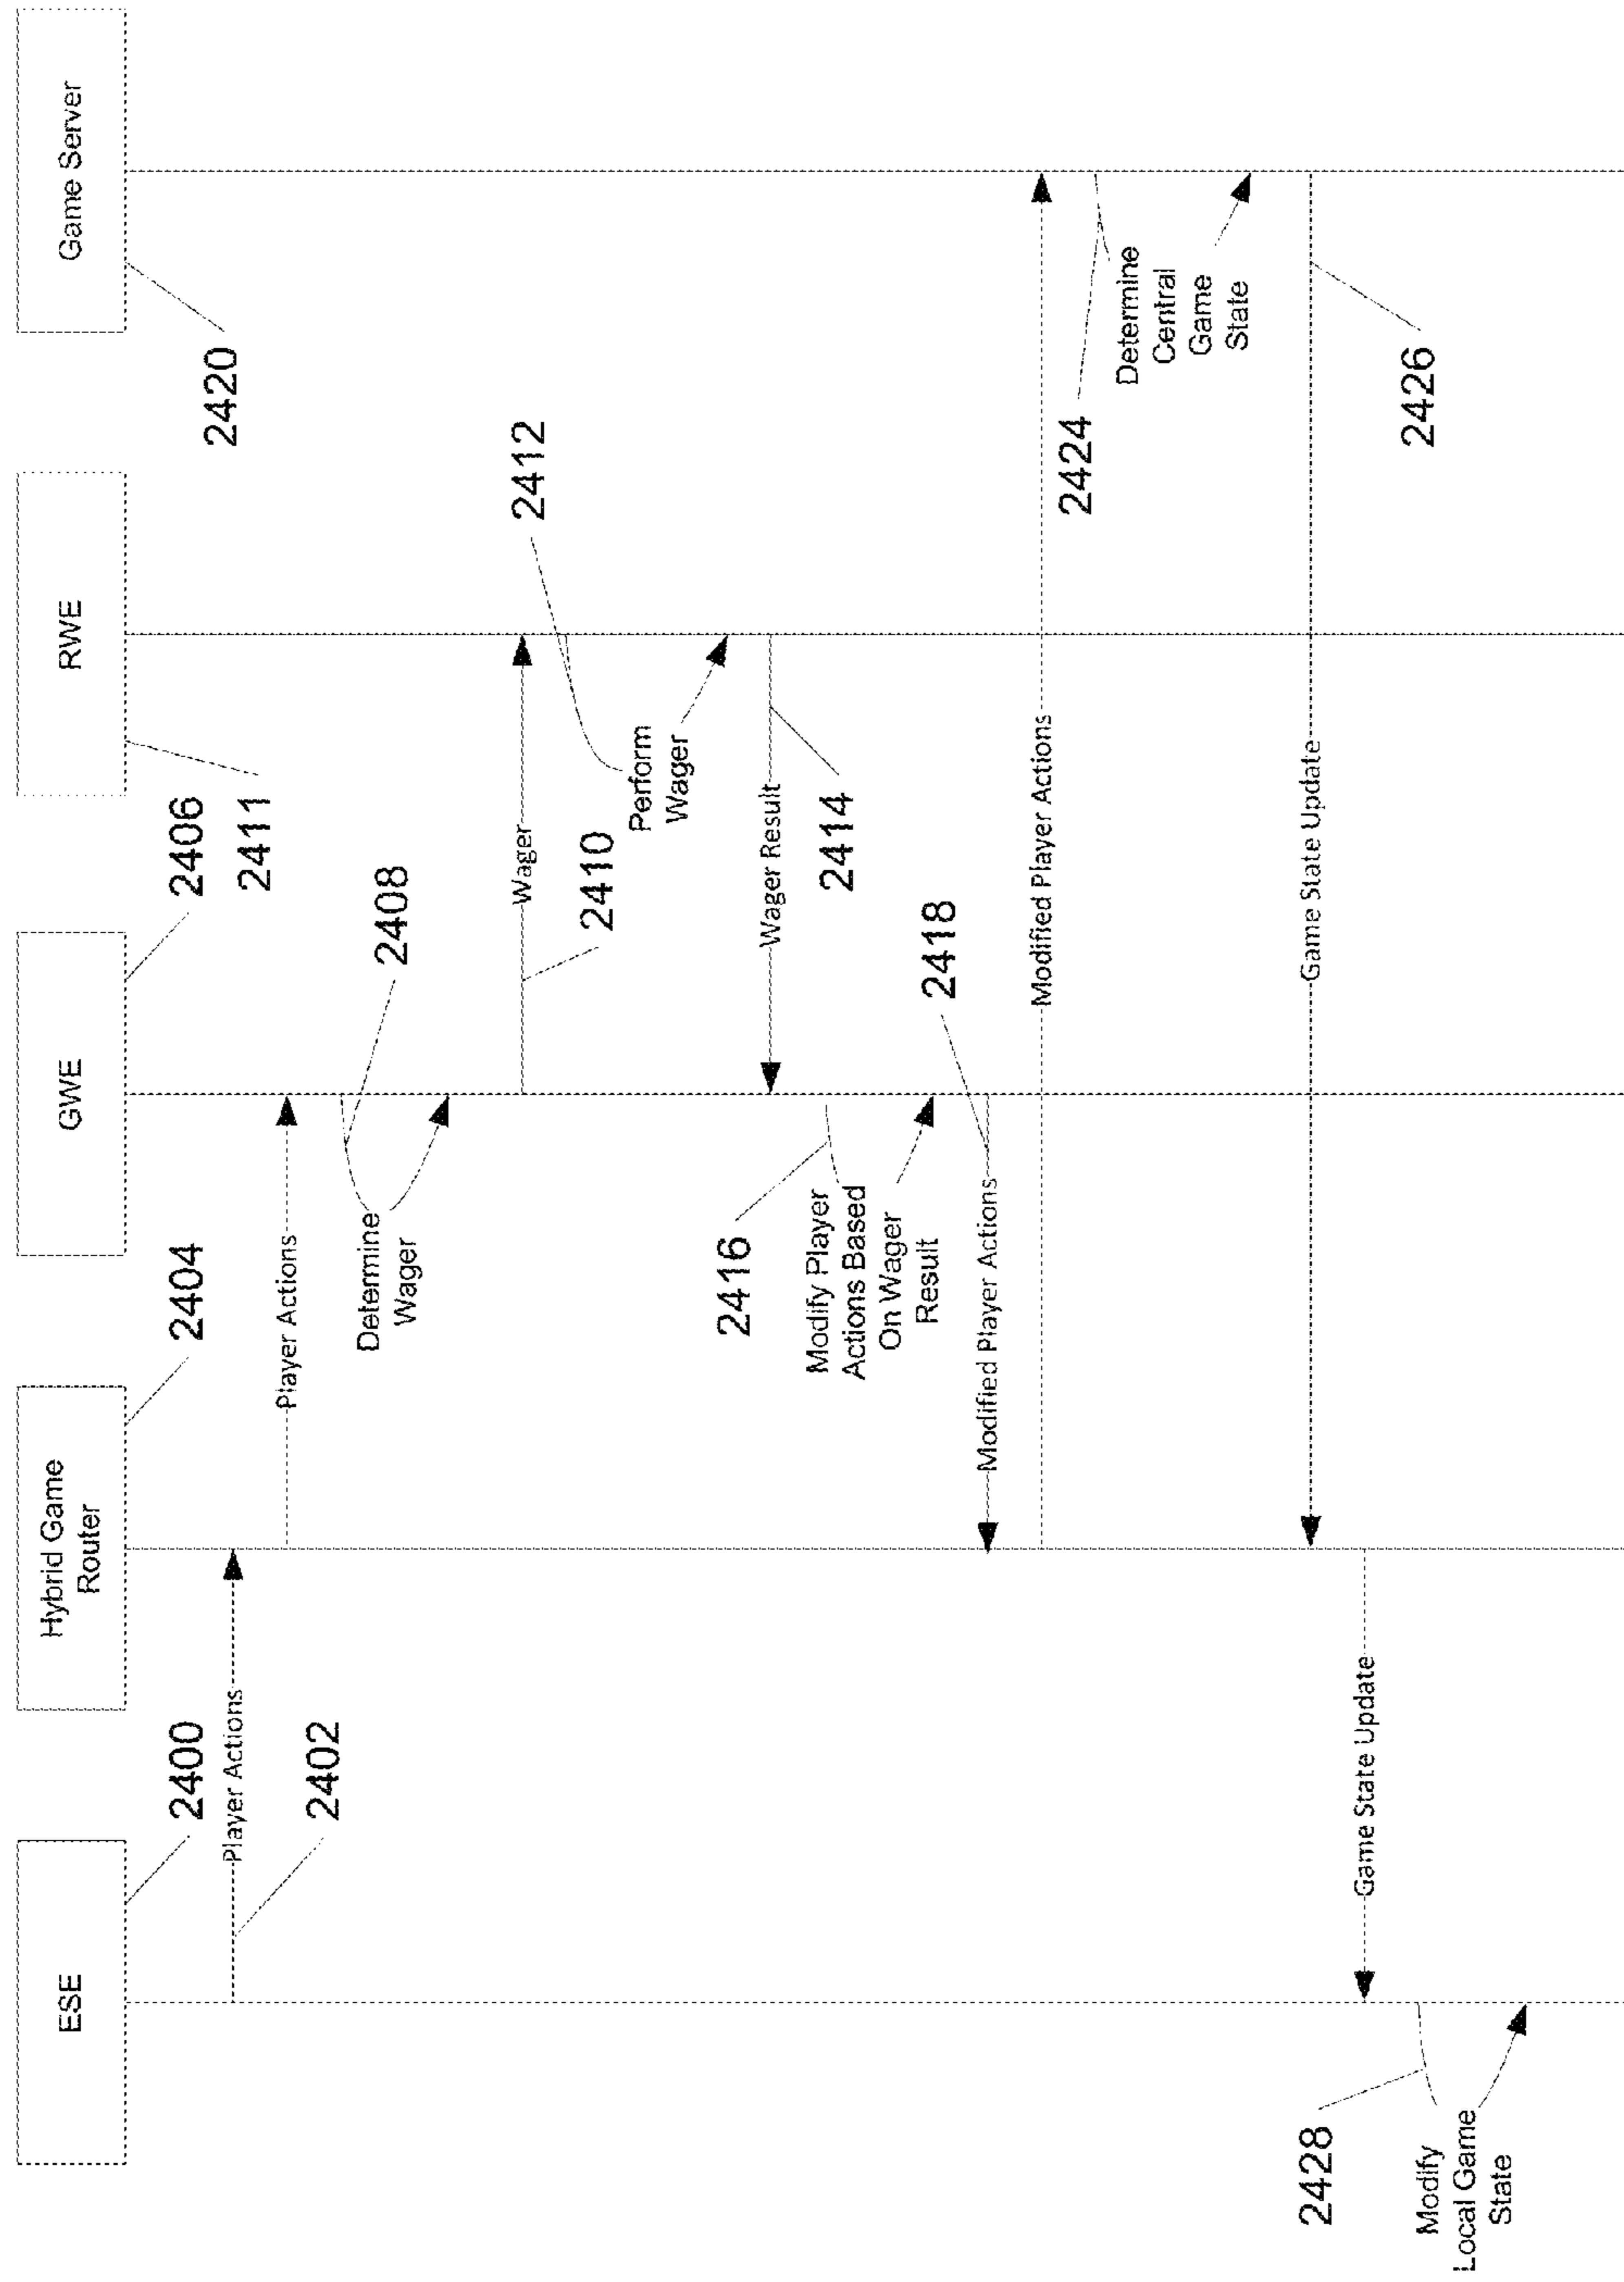 ESE
Hybrid Game
Router
GWE
RWE
Game Server
2400
2404
2406
2411
2420
Player Actions
2402
Player Actions
2408
Determine
Wager
Wager
2410
2412
Perform
Wager
Wager Result
2414
2416
Modify Player
Actions Based
On Wager
Result
2418
Modified Player Actions
Modified Player Actions
2424
Determine
Central
Game
State
Game State Update
2426
Game State Update
2428
Modify
Local Game
State